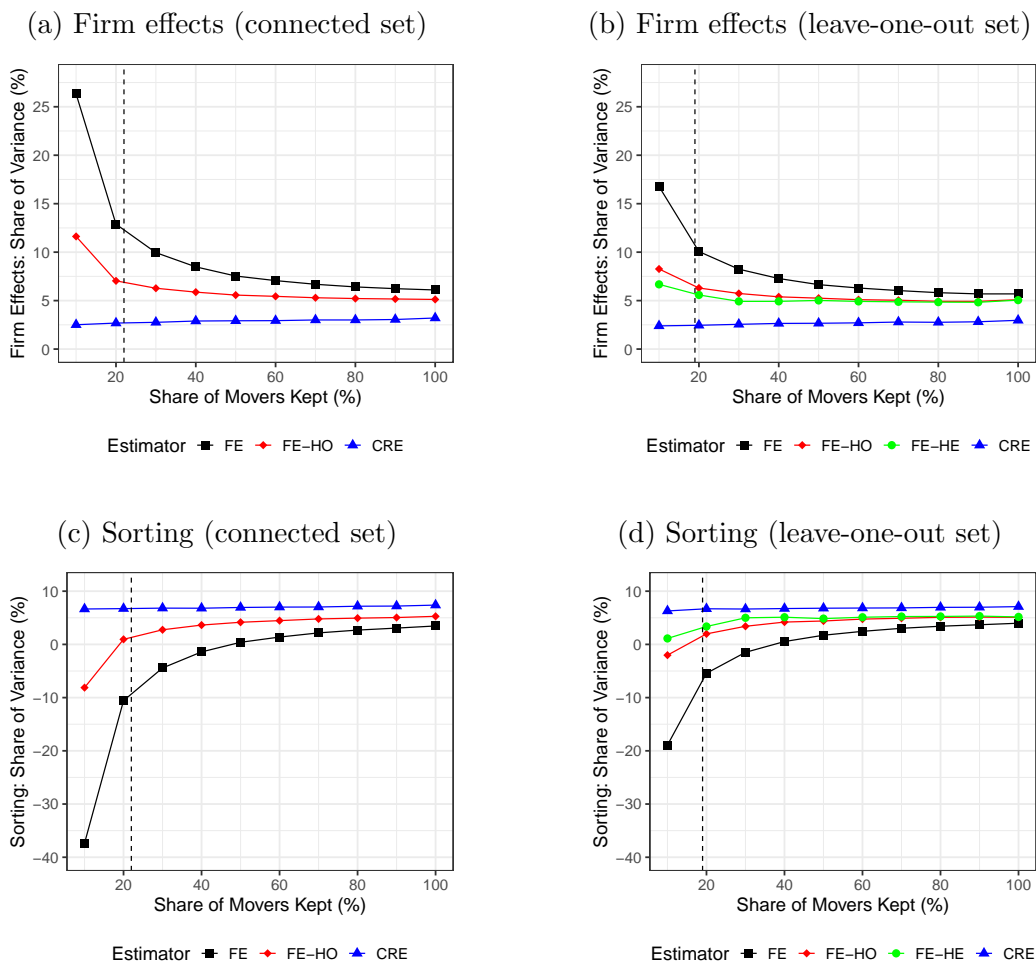 (a) Firm effects (connected set)
Firm Effects: Share of Variance (%)
25
20
15
10
5
0
20 40 60 80 100
Share of Movers Kept (%)
Estimator FE FE−HO CRE
(b) Firm effects (leave-one-out set)
Firm Effects: Share of Variance (%)
25
20
15
10
5
0
20 40 60 80 100
Share of Movers Kept (%)
Estimator FE FE−HO FE−HE CRE
(c) Sorting (connected set)
Sorting: Share of Variance (%)
10
0
−10
−20
−30
−40
20 40 60 80 100
Share of Movers Kept (%)
Estimator FE FE−HO CRE
(d) Sorting (leave-one-out set)
Sorting: Share of Variance (%)
10
0
−10
−20
−30
−40
20 40 60 80 100
Share of Movers Kept (%)
Estimator FE FE−HO FE−HE CRE